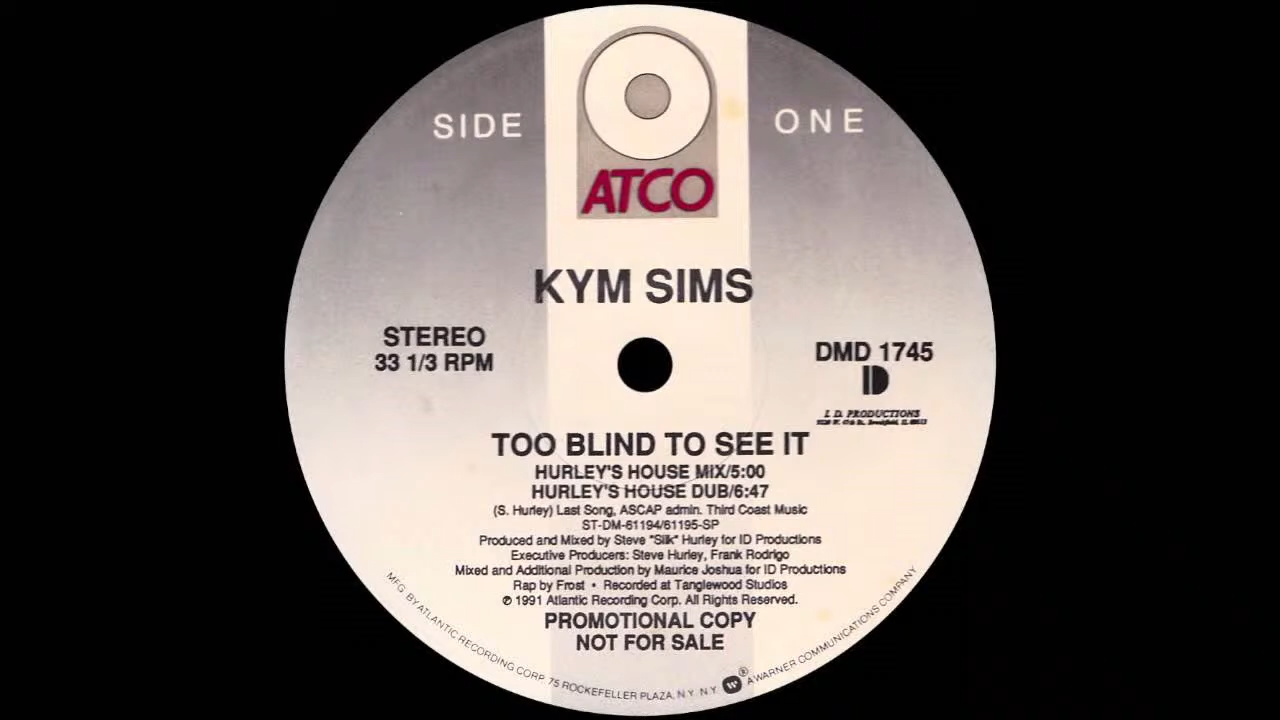 SIDE ONE
ATCO
KYM SIMS
STEREO
33 1/3 RPM
DMD 1745
ID
I. D. PRODUCTIONS
TOO BLIND TO SEE IT
HURLEY'S HOUSE MIX/5:00
HURLEY'S HOUSE DUB/6:47
(S. Hurley) Last Song, ASCAP admin. Third Coast Music
ST-DM-61194/61195-SP
Produced and Mixed by Steve "Silk" Hurley for ID Productions
Executive Producers: Steve Hurley, Frank Rodrigo
Mixed and Additional Production by Maurice Joshua for ID Productions
Rap by Frost • Recorded at Tanglewood Studios
℗ 1991 Atlantic Recording Corp. All Rights Reserved.
PROMOTIONAL COPY
NOT FOR SALE
MFG. BY ATLANTIC RECORDING CORP. 75 ROCKEFELLER PLAZA, N.Y. N.Y. ® A WARNER COMMUNICATIONS COMPANY